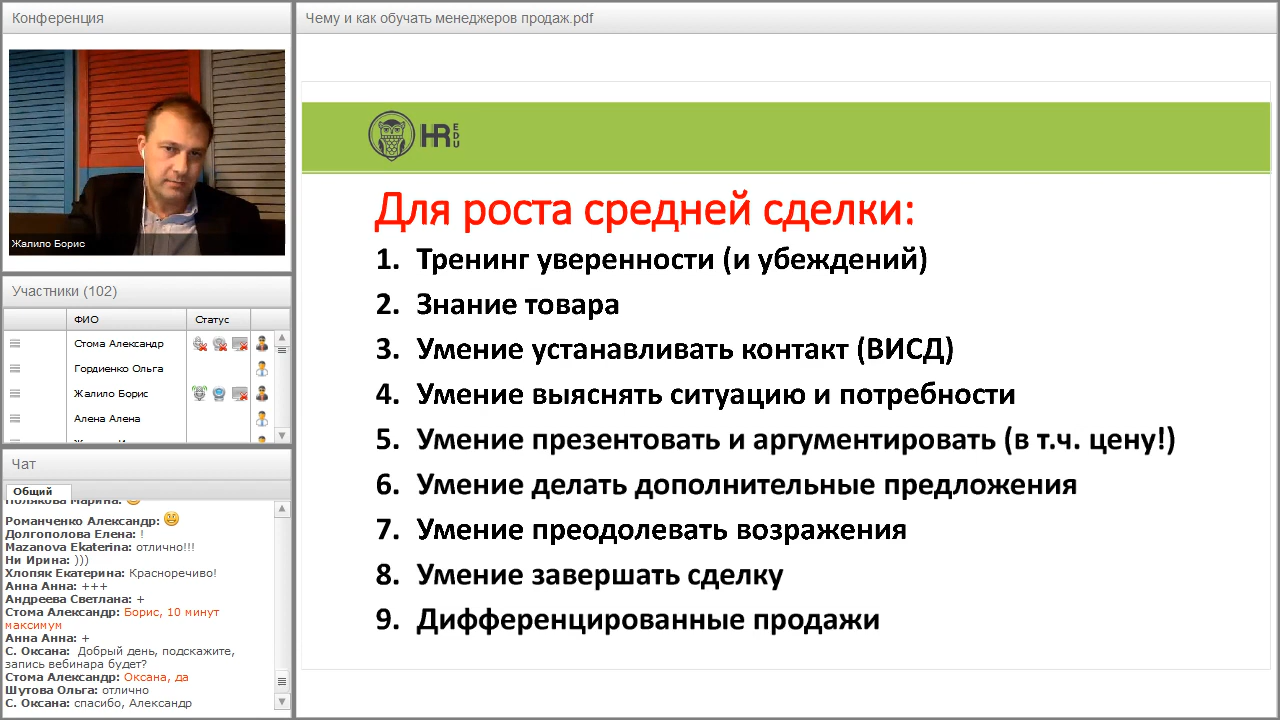 Конференция
Жалило Борис
Участники (102)
ФИО
Статус
Стома Александр
Гордиенко Ольга
Жалило Борис
Алена Алена
Чат
Общий
Полякова Марина:
Романченко Александр:
Долгополова Елена: !
Mazanova Ekaterina: отлично!!!
Ни Ирина: )))
Хлопяк Екатерина: Красноречиво!
Анна Анна: +++
Андреева Светлана: +
Стома Александр: Борис, 10 минут
максимум
Анна Анна: +
С. Оксана: Добрый день, подскажите,
запись вебинара будет?
Стома Александр: Оксана, да
Шутова Ольга: отлично
С. Оксана: спасибо, Александр
Чему и как обучать менеджеров продаж.pdf
HR EDU
Для роста средней сделки:
1. Тренинг уверенности (и убеждений)
2. Знание товара
3. Умение устанавливать контакт (ВИСД)
4. Умение выяснять ситуацию и потребности
5. Умение презентовать и аргументировать (в т.ч. цену!)
6. Умение делать дополнительные предложения
7. Умение преодолевать возражения
8. Умение завершать сделку
9. Дифференцированные продажи